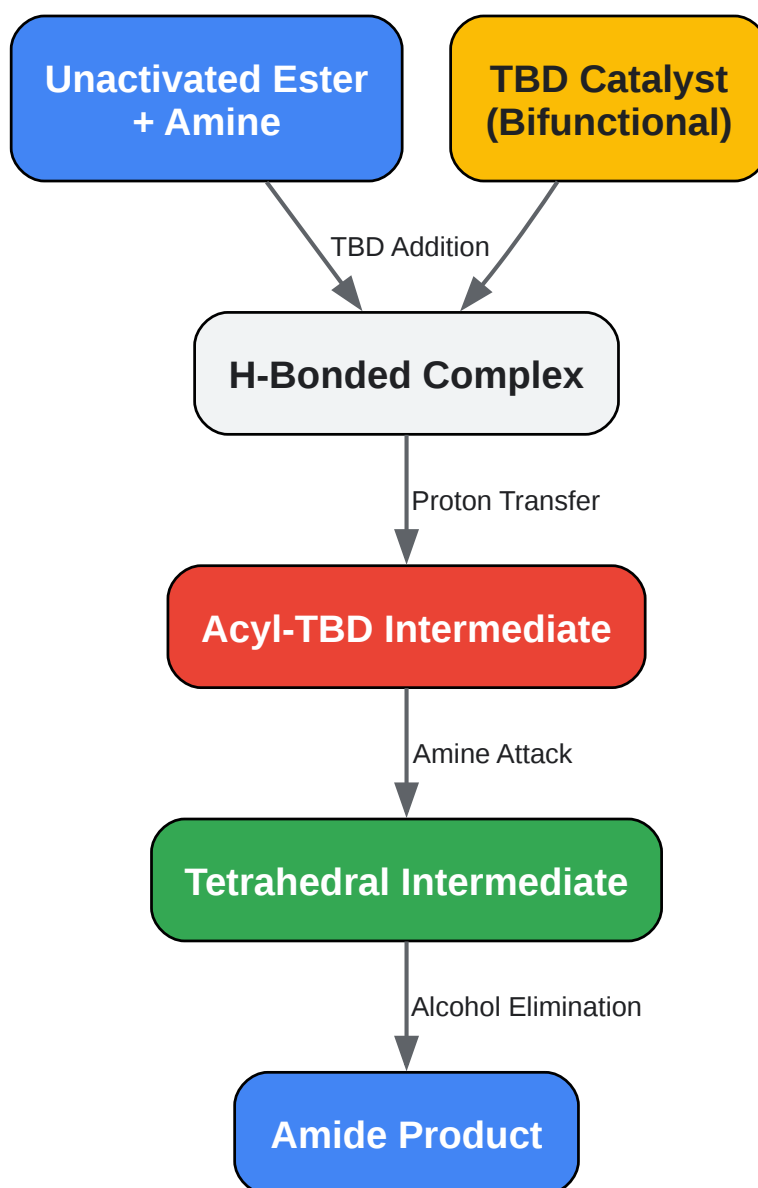 Unactivated Ester
+ Amine
TBD Catalyst
(Bifunctional)
TBD Addition
H-Bonded Complex
Proton Transfer
Acyl-TBD Intermediate
Amine Attack
Tetrahedral Intermediate
Alcohol Elimination
Amide Product